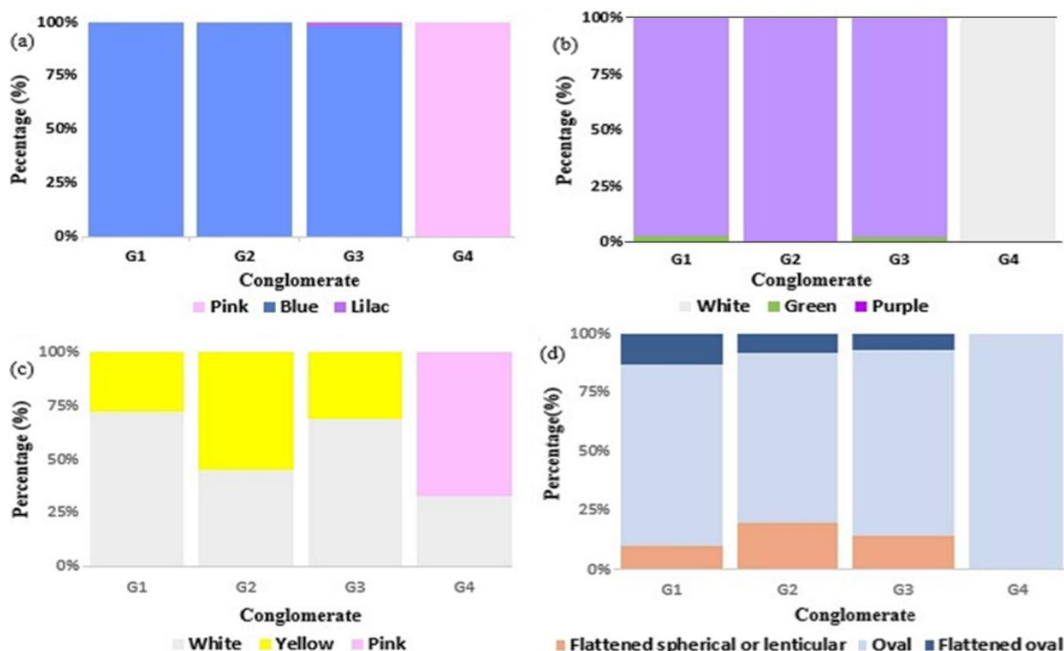 (a)
Pecentage (%)
100%
75%
50%
25%
0%
G1 G2 G3 G4
Conglomerate
Pink Blue Lilac
(b)
Pecentage (%)
100%
75%
50%
25%
0%
G1 G2 G3 G4
Conglomerate
White Green Purple
(c)
Percentage (%)
100%
75%
50%
25%
0%
G1 G2 G3 G4
Conglomerate
White Yellow Pink
(d)
Percentage(%)
100%
75%
50%
25%
0%
G1 G2 G3 G4
Conglomerate
Flattened spherical or lenticular Oval Flattened oval